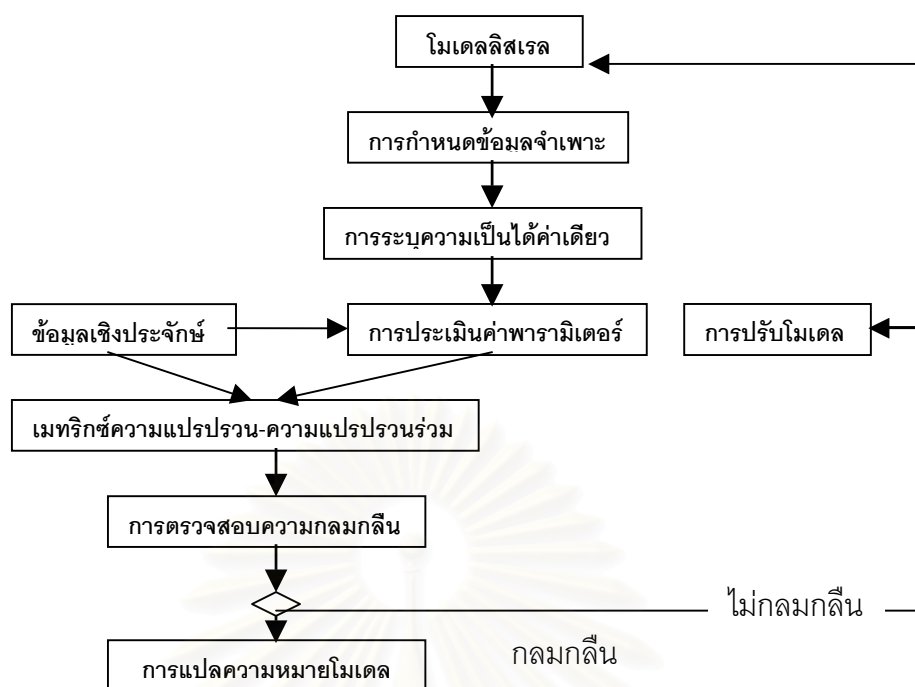 โมเดลลิสเรล
การกำหนดข้อมูลจำเพาะ
การระบุความเป็นได้ค่าเดียว
ข้อมูลเชิงประจักษ์
การประเมินค่าพารามิเตอร์
การปรับโมเดล
เมทริกซ์ความแปรปรวน-ความแปรปรวนร่วม
การตรวจสอบความกลมกลืน
ไม่กลมกลืน
กลมกลืน
การแปลความหมายโมเดล